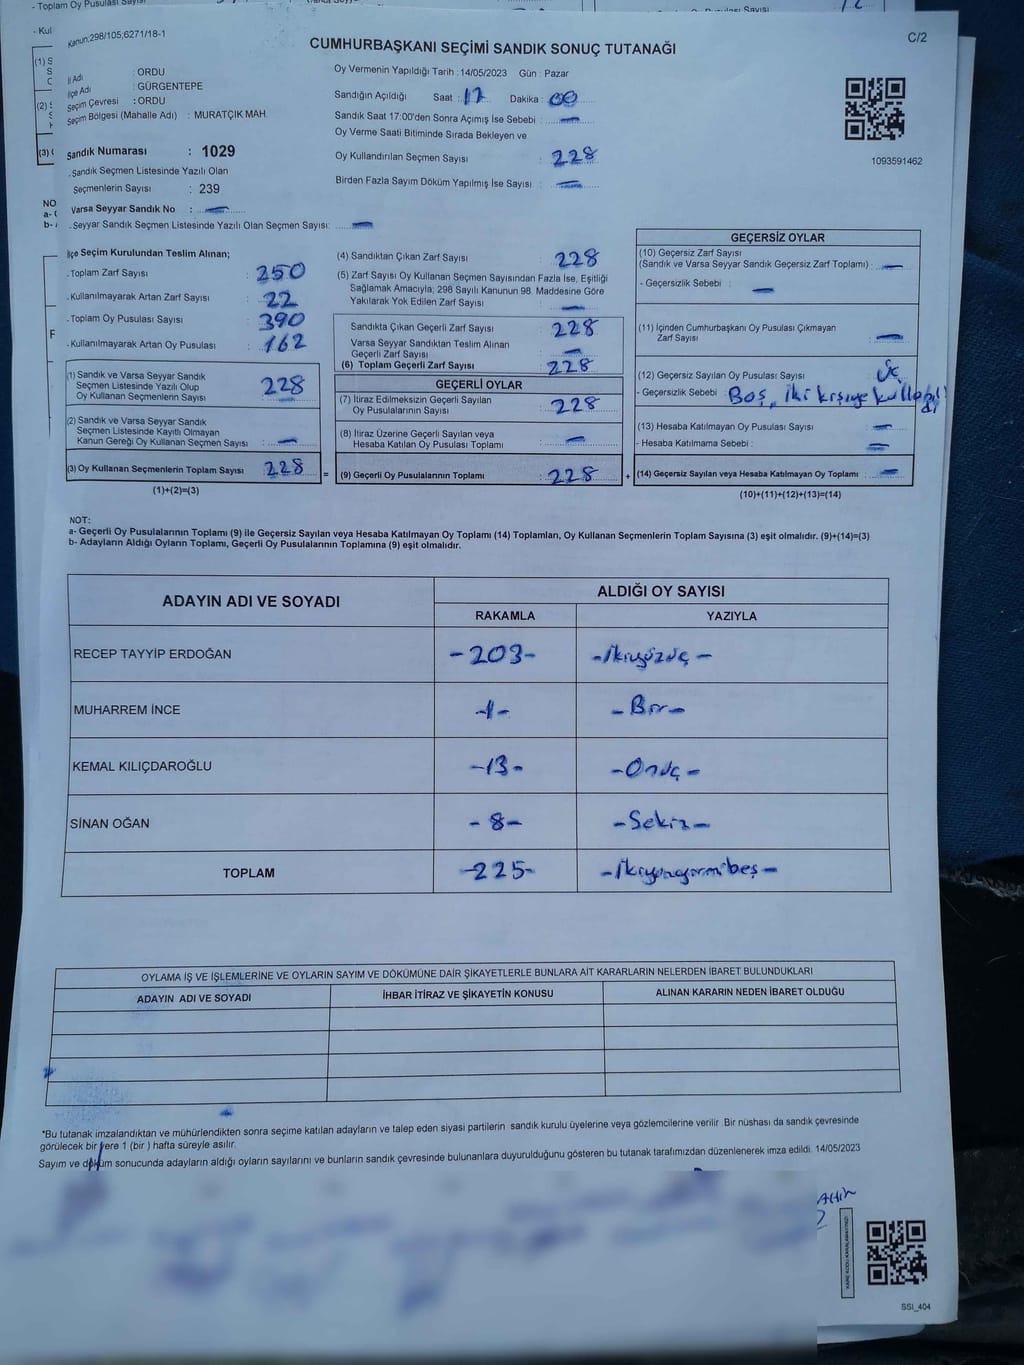 - Toplam Oy Pusulası Sayısı
- Kul
Kanun:298/105;6271/18-1
C/2
CUMHURBAŞKANI SEÇİMİ SANDIK SONUÇ TUTANAĞI
İl Adı : ORDU
İlçe Adı : GÜRGENTEPE
Seçim Çevresi : ORDU
Seçim Bölgesi (Mahalle Adı) : MURATÇIK MAH.
Sandık Numarası : 1029
.Sandık Seçmen Listesinde Yazılı Olan
Seçmenlerin Sayısı : 239
Varsa Seyyar Sandık No : —
.Seyyar Sandık Seçmen Listesinde Yazılı Olan Seçmen Sayısı: —
Oy Vermenin Yapıldığı Tarih : 14/05/2023 Gün : Pazar
Sandığın Açıldığı Saat : 17 Dakika : 00
Sandık Saat 17:00'den Sonra Açımış İse Sebebi : —
Oy Verme Saati Bitiminde Sırada Bekleyen ve
Oy Kullandırılan Seçmen Sayısı : 228
Birden Fazla Sayım Döküm Yapılmış İse Sayısı : —
1093591462
İlçe Seçim Kurulundan Teslim Alınan;
.Toplam Zarf Sayısı : 250
.Kullanılmayarak Artan Zarf Sayısı : 22
.Toplam Oy Pusulası Sayısı : 390
.Kullanılmayarak Artan Oy Pusulası : 162
(1) Sandık ve Varsa Seyyar Sandık
Seçmen Listesinde Yazılı Olup
Oy Kullanan Seçmenlerin Sayısı : 228
(2) Sandık ve Varsa Seyyar Sandık
Seçmen Listesinde Kayıtlı Olmayan
Kanun Gereği Oy Kullanan Seçmen Sayısı : —
(3) Oy Kullanan Seçmenlerin Toplam Sayısı : 228 =
(1)+(2)=(3)
(4) Sandıktan Çıkan Zarf Sayısı : 228
(5) Zarf Sayısı Oy Kullanan Seçmen Sayısından Fazla İse, Eşitliği
Sağlamak Amacıyla; 298 Sayılı Kanunun 98. Maddesine Göre
Yakılarak Yok Edilen Zarf Sayısı : —
Sandıkta Çıkan Geçerli Zarf Sayısı : 228
Varsa Seyyar Sandıktan Teslim Alınan
Geçerli Zarf Sayısı : —
(6) Toplam Geçerli Zarf Sayısı : 228
GEÇERLİ OYLAR
(7) İtiraz Edilmeksizin Geçerli Sayılan
Oy Pusulalarının Sayısı : 228
(8) İtiraz Üzerine Geçerli Sayılan veya
Hesaba Katılan Oy Pusulası Toplamı : —
(9) Geçerli Oy Pusulalarının Toplamı : 228 +
GEÇERSİZ OYLAR
(10) Geçersiz Zarf Sayısı
(Sandık ve Varsa Seyyar Sandık Geçersiz Zarf Toplamı) : —
- Geçersizlik Sebebi : —
(11) İçinden Cumhurbaşkanı Oy Pusulası Çıkmayan
Zarf Sayısı : —
(12) Geçersiz Sayılan Oy Pusulası Sayısı : Üç
- Geçersizlik Sebebi : Boş, iki kişiye kullanıldı
(13) Hesaba Katılmayan Oy Pusulası Sayısı : —
- Hesaba Katılmama Sebebi : —
(14) Geçersiz Sayılan veya Hesaba Katılmayan Oy Toplamı : —
(10)+(11)+(12)+(13)=(14)
NOT:
a- Geçerli Oy Pusulalarının Toplamı (9) ile Geçersiz Sayılan veya Hesaba Katılmayan Oy Toplamı (14) Toplamları, Oy Kullanan Seçmenlerin Toplam Sayısına (3) eşit olmalıdır. (9)+(14)=(3)
b- Adayların Aldığı Oyların Toplamı, Geçerli Oy Pusulalarının Toplamına (9) eşit olmalıdır.
ADAYIN ADI VE SOYADI
ALDIĞI OY SAYISI
RAKAMLA YAZIYLA
RECEP TAYYİP ERDOĞAN -203- -İkiyüzüç-
MUHARREM İNCE -1- -Bir-
KEMAL KILIÇDAROĞLU -13- -Onüç-
SİNAN OĞAN -8- -Sekiz-
TOPLAM -225- -İkiyüzyirmibeş-
OYLAMA İŞ VE İŞLEMLERİNE VE OYLARIN SAYIM VE DÖKÜMÜNE DAİR ŞİKAYETLERLE BUNLARA AİT KARARLARIN NELERDEN İBARET BULUNDUKLARI
ADAYIN ADI VE SOYADI İHBAR İTİRAZ VE ŞİKAYETİN KONUSU ALINAN KARARIN NEDEN İBARET OLDUĞU
*Bu tutanak imzalandıktan ve mühürlendikten sonra seçime katılan adayların ve talep eden siyasi partilerin sandık kurulu üyelerine veya gözlemcilerine verilir. Bir nüshası da sandık çevresinde
görülecek bir yere 1 (bir ) hafta süreyle asılır.
Sayım ve döküm sonucunda adayların aldığı oyların sayılarını ve bunların sandık çevresinde bulunanlara duyurulduğunu gösteren bu tutanak tarafımızdan düzenlenerek imza edildi. 14/05/2023
SSI_404